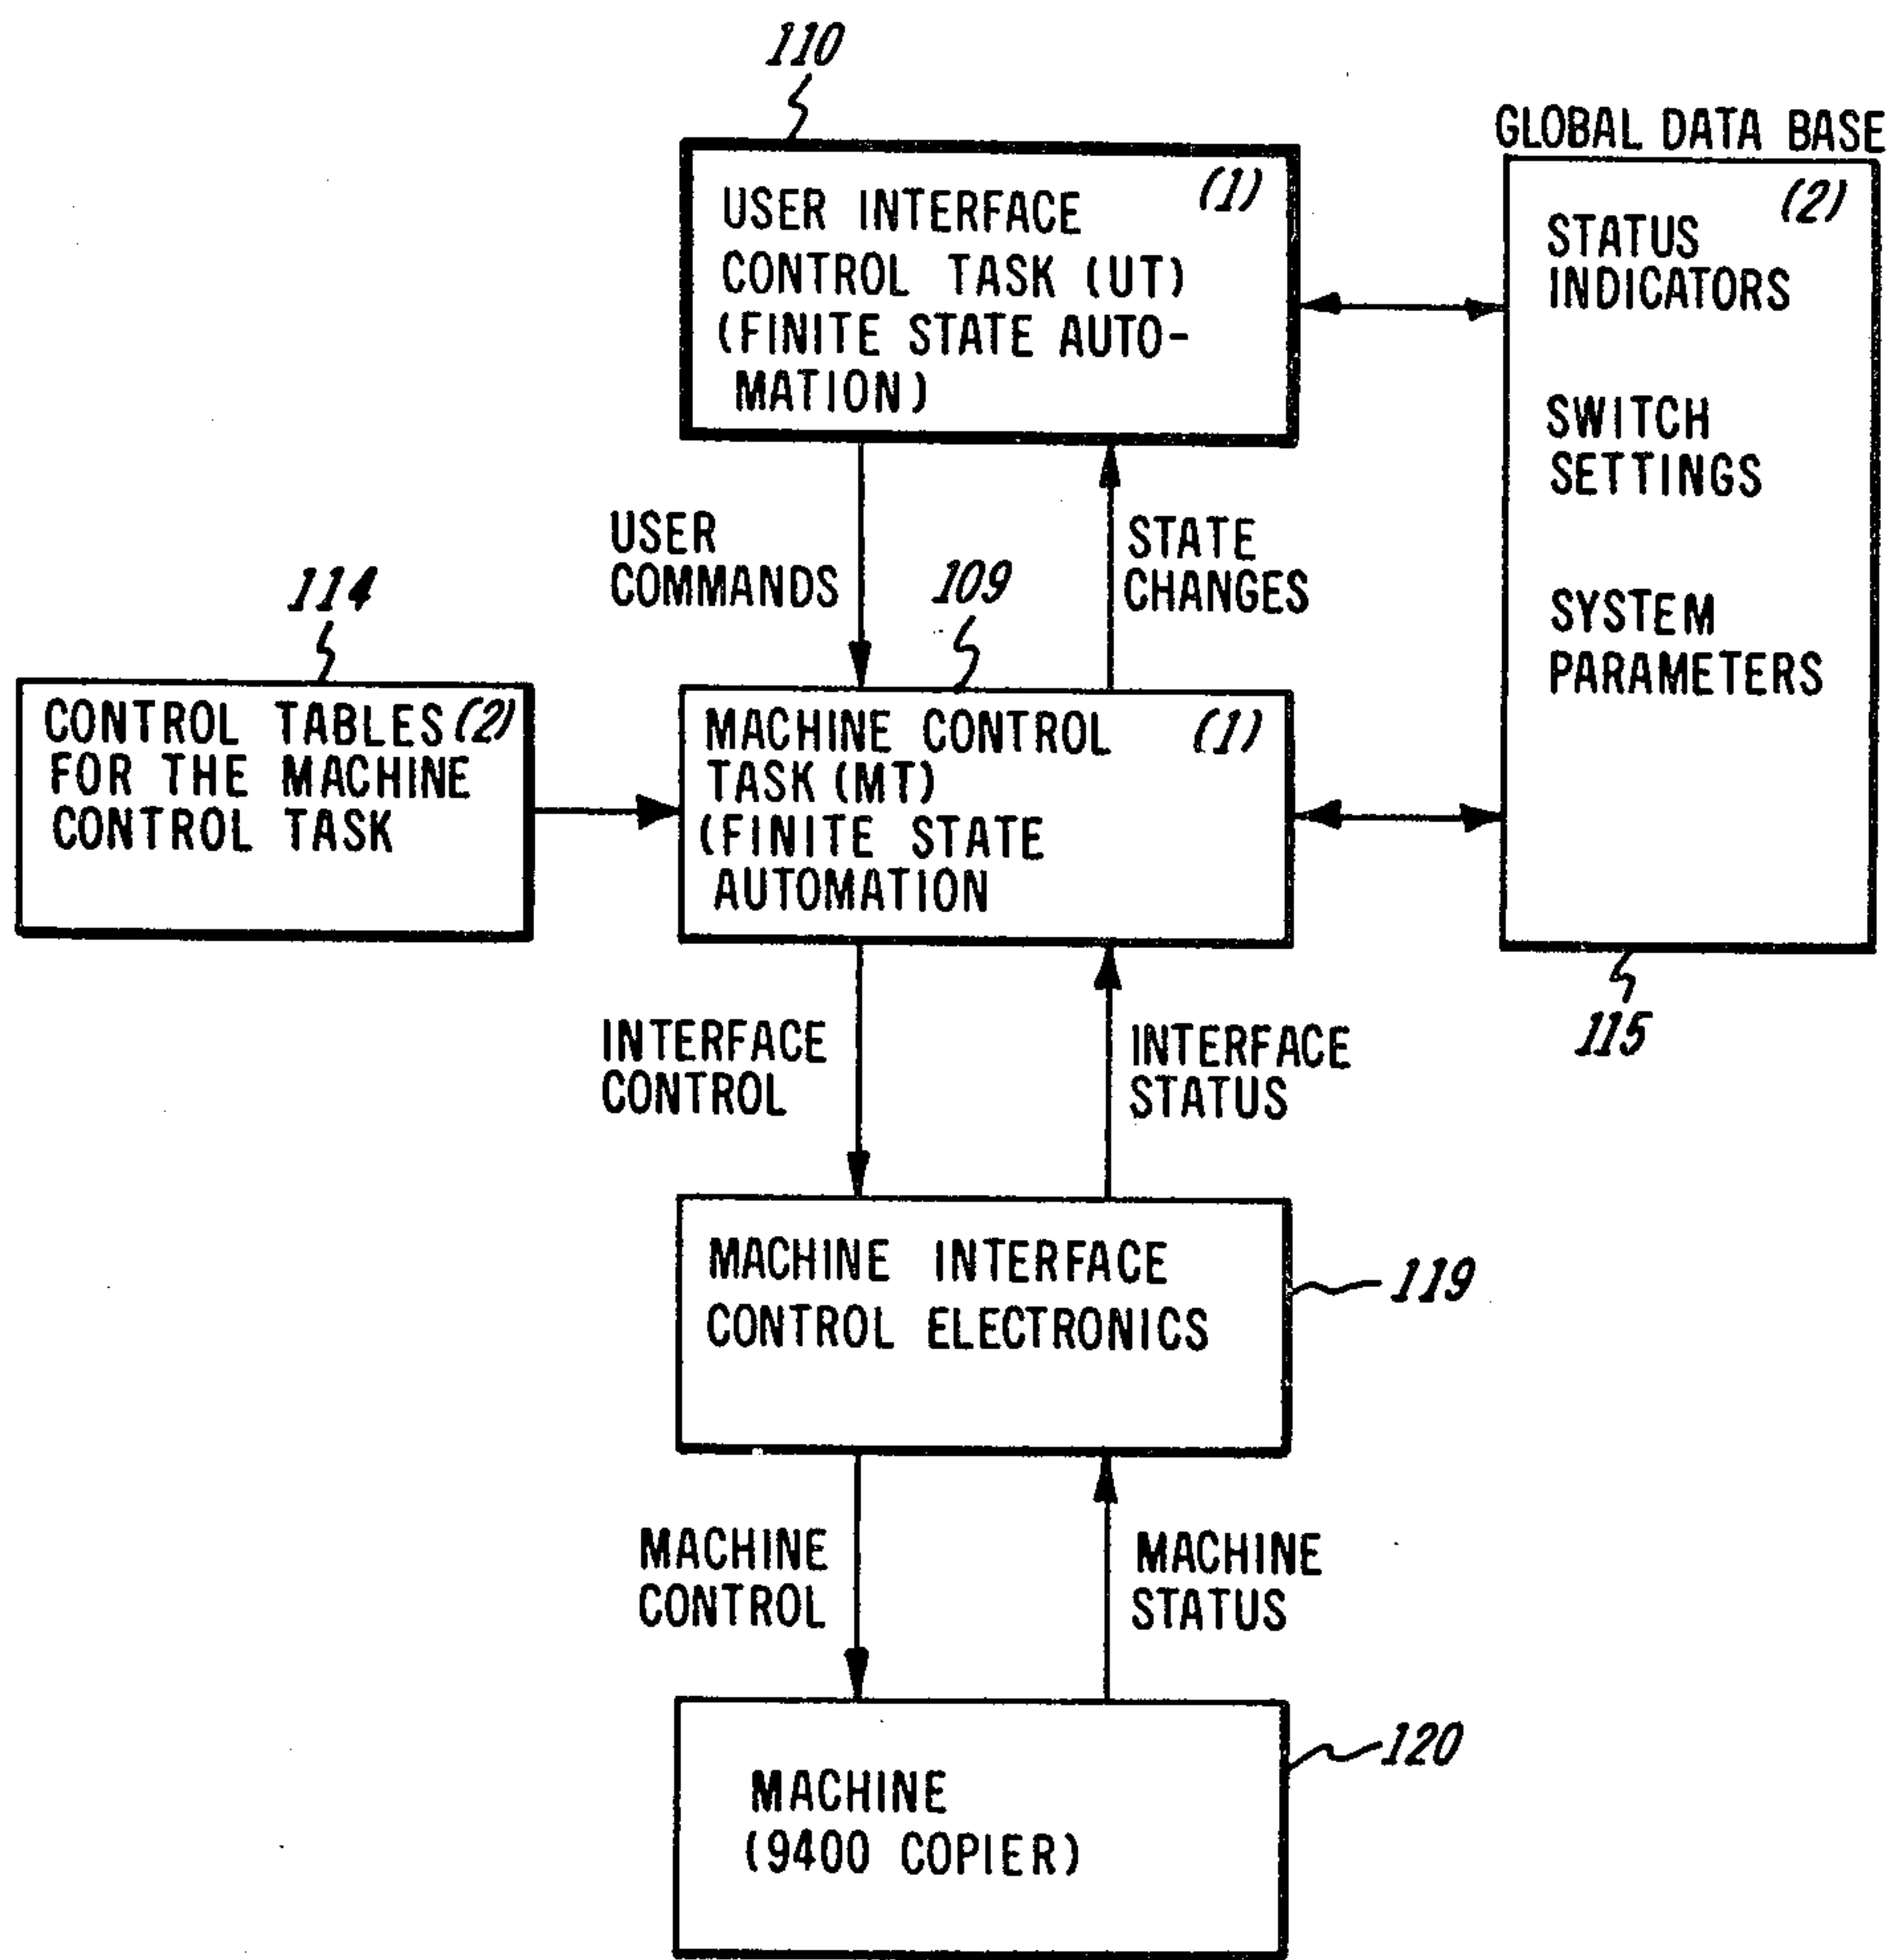 110
GLOBAL DATA BASE
USER INTERFACE (1)
CONTROL TASK (UT)
(FINITE STATE AUTO-
MATION)
(2)
STATUS
INDICATORS
SWITCH
SETTINGS
SYSTEM
PARAMETERS
115
USER
COMMANDS
STATE
CHANGES
114
109
CONTROL TABLES (2)
FOR THE MACHINE
CONTROL TASK
MACHINE CONTROL (1)
TASK (MT)
(FINITE STATE
AUTOMATION
INTERFACE
CONTROL
INTERFACE
STATUS
MACHINE INTERFACE
CONTROL ELECTRONICS
119
MACHINE
CONTROL
MACHINE
STATUS
120
MACHINE
(9400 COPIER)